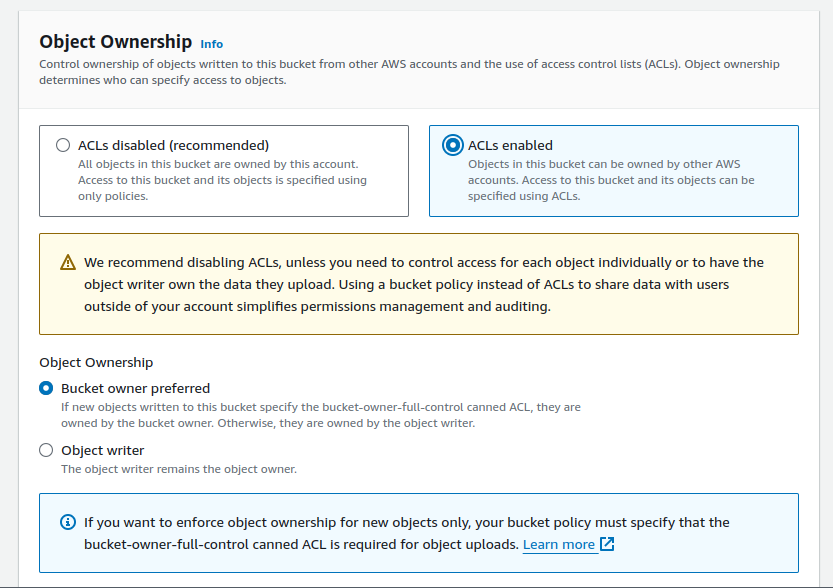 Object Ownership Info
Control ownership of objects written to this bucket from other AWS accounts and the use of access control lists (ACLs). Object ownership
determines who can specify access to objects.
ACLs disabled (recommended)
All objects in this bucket are owned by this account.
Access to this bucket and its objects is specified using
only policies.
ACLs enabled
Objects in this bucket can be owned by other AWS
accounts. Access to this bucket and its objects can be
specified using ACLs.
We recommend disabling ACLs, unless you need to control access for each object individually or to have the
object writer own the data they upload. Using a bucket policy instead of ACLs to share data with users
outside of your account simplifies permissions management and auditing.
Object Ownership
Bucket owner preferred
If new objects written to this bucket specify the bucket-owner-full-control canned ACL, they are
owned by the bucket owner. Otherwise, they are owned by the object writer.
Object writer
The object writer remains the object owner.
If you want to enforce object ownership for new objects only, your bucket policy must specify that the
bucket-owner-full-control canned ACL is required for object uploads. Learn more